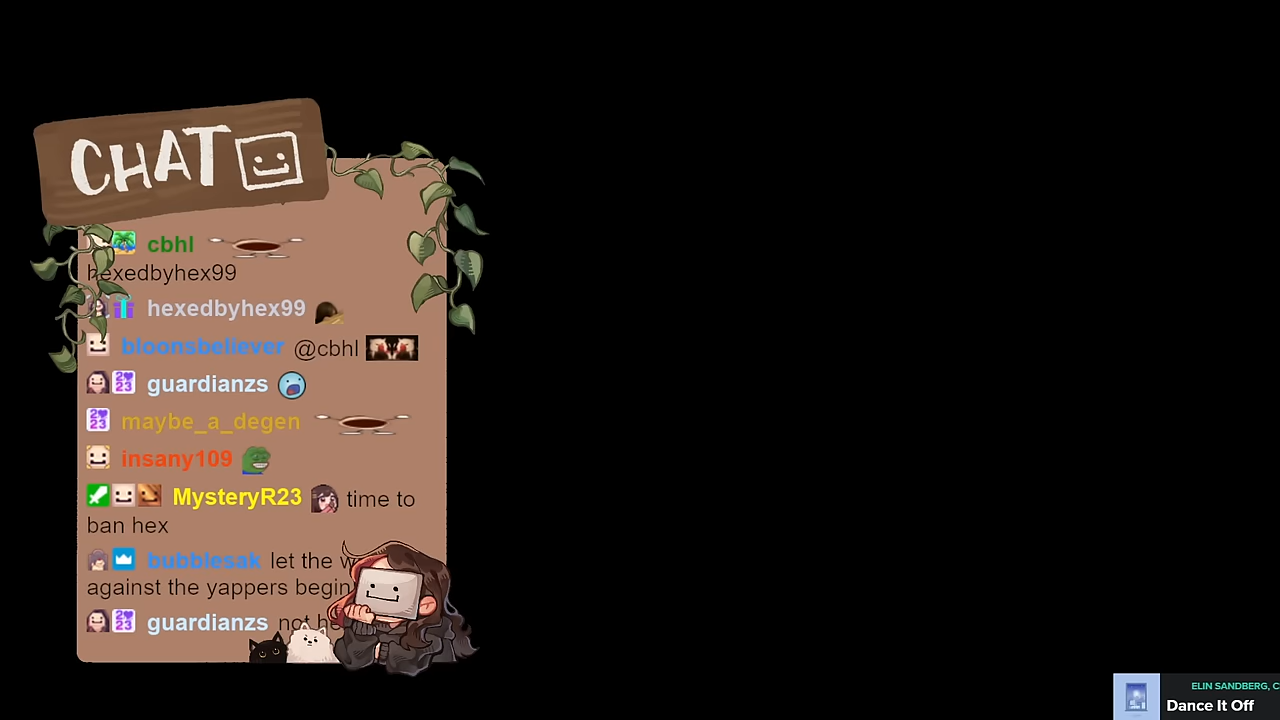 CHAT
cbhl
hexedbyhex99
hexedbyhex99
bloonsbeliever @cbhl
guardianzs
maybe_a_degen
insany109
MysteryR23 time to
ban hex
bubblesak let the
against the yappers begin
guardianzs not
ELIN SANDBERG, C
Dance It Off